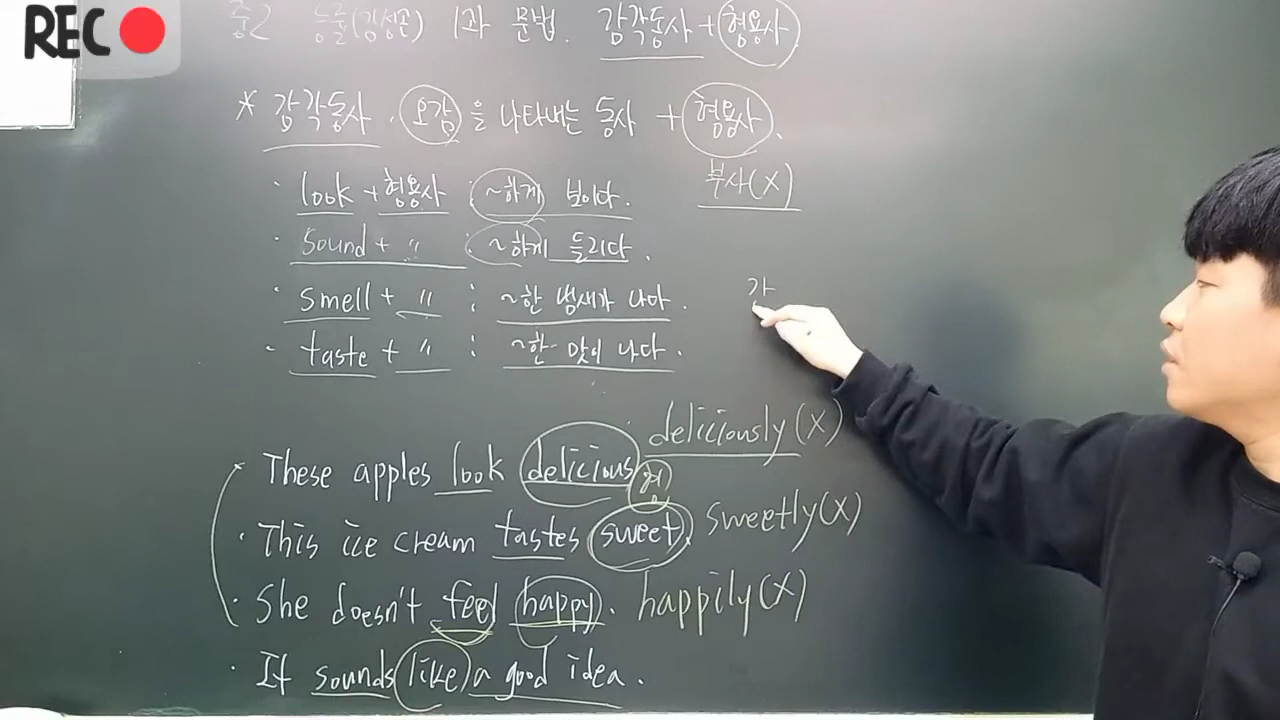 REC
중2 능률(김성곤) 1과 문법. 감각동사+형용사
* 감각동사. 오감을 나타내는 동사 + 형용사.
부사(X)
· look + 형용사 : ~하게 보이다.
· sound + " : ~하게 들리다.
· smell + " : ~한 냄새가 나다.
· taste + " : ~한 맛이 나다.
가
· These apples look delicious deliciously(X)
형
· This ice cream tastes sweet. sweetly(X)
· She doesn't feel happy. happily(X)
· It sounds like a good idea.